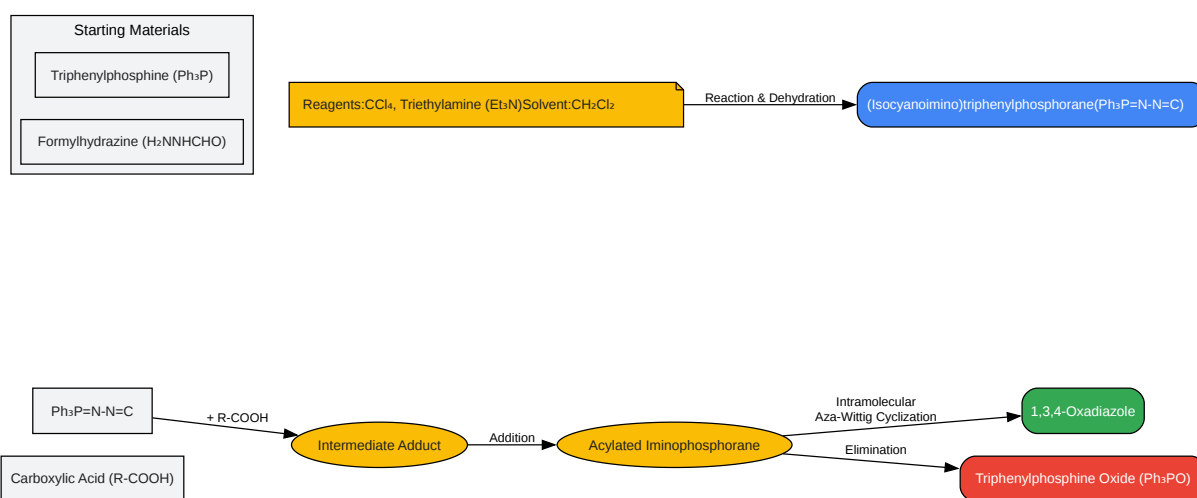 Starting Materials
Triphenylphosphine (Ph₃P)
Formylhydrazine (H₂NNHCHO)
Reagents:CCl₄, Triethylamine (Et₃N)Solvent:CH₂Cl₂
Reaction & Dehydration
(Isocyanoimino)triphenylphosphorane(Ph₃P=N-N=C)
Ph₃P=N-N=C
+ R-COOH
Carboxylic Acid (R-COOH)
Intermediate Adduct
Addition
Acylated Iminophosphorane
Intramolecular
Aza-Wittig Cyclization
Elimination
1,3,4-Oxadiazole
Triphenylphosphine Oxide (Ph₃PO)